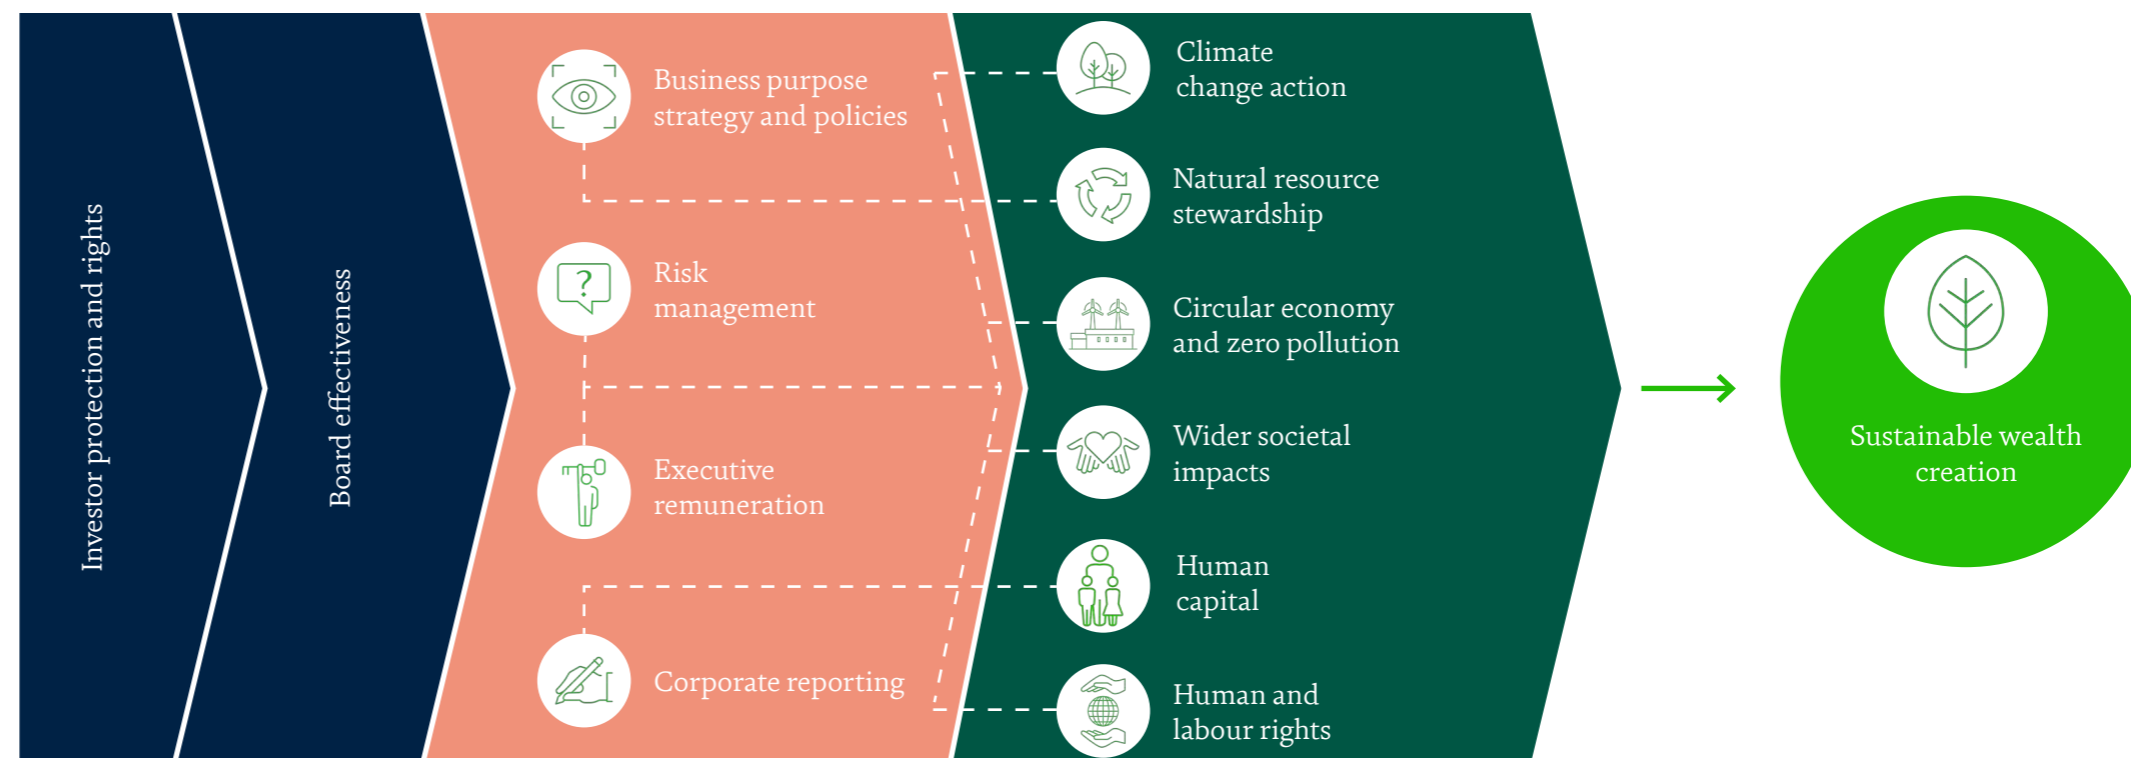 Investor protection and rights
Board effectiveness
Business purpose
strategy and policies
Risk
management
?
Executive
remuneration
Corporate reporting
Climate
change action
Natural resource
stewardship
Circular economy
and zero pollution
Wider societal
impacts
Human
capital
Human and
labour rights
Sustainable wealth
creation